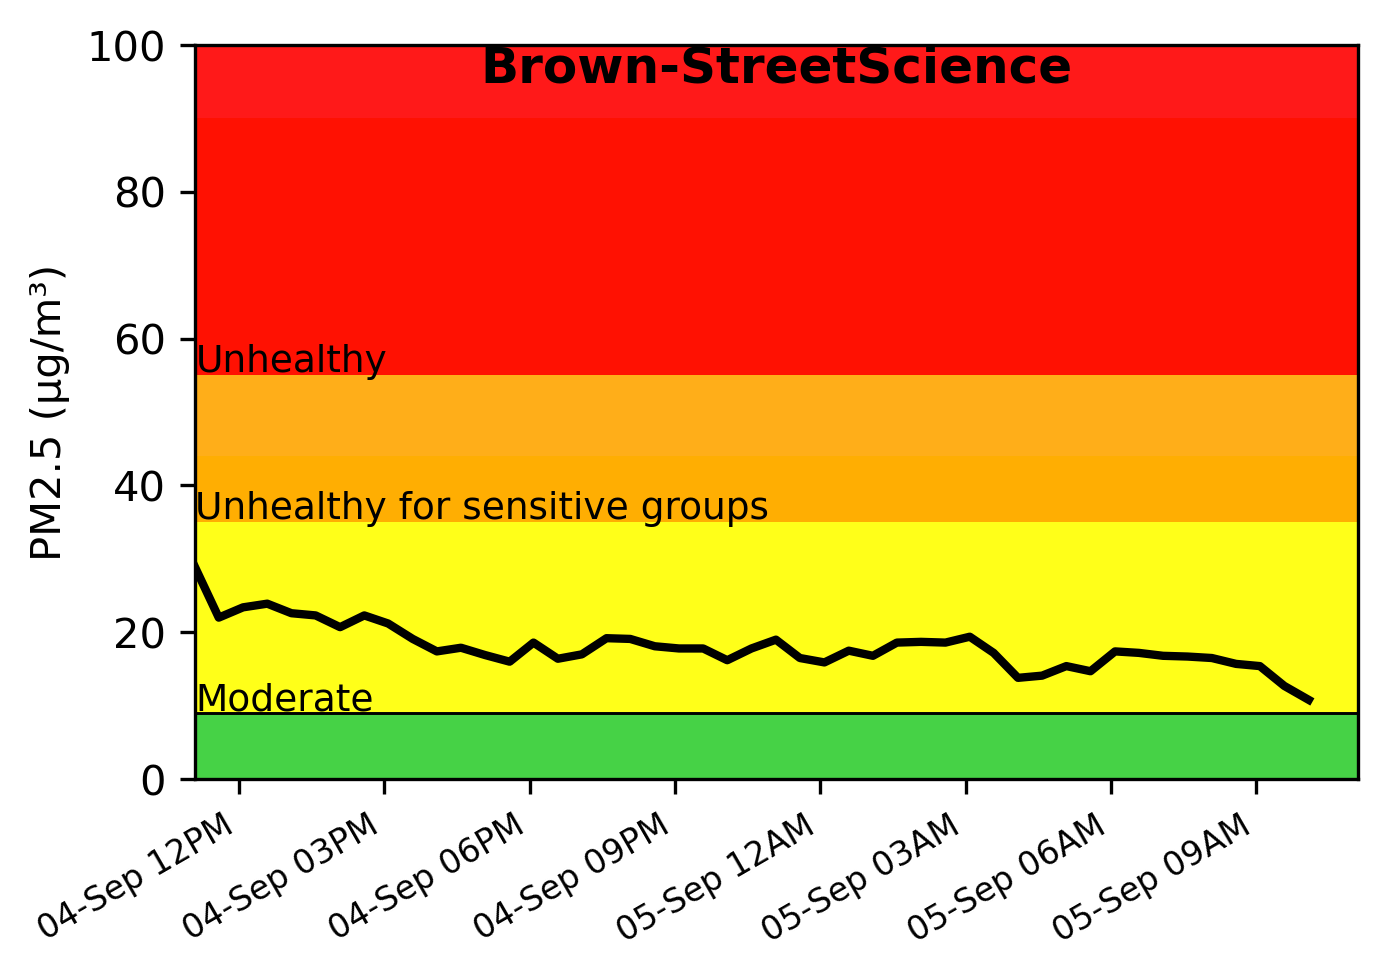 Brown-StreetScience
PM2.5 (µg/m³)
100
80
60
40
20
0
Unhealthy
Unhealthy for sensitive groups
Moderate
04-Sep 12PM
04-Sep 03PM
04-Sep 06PM
04-Sep 09PM
05-Sep 12AM
05-Sep 03AM
05-Sep 06AM
05-Sep 09AM